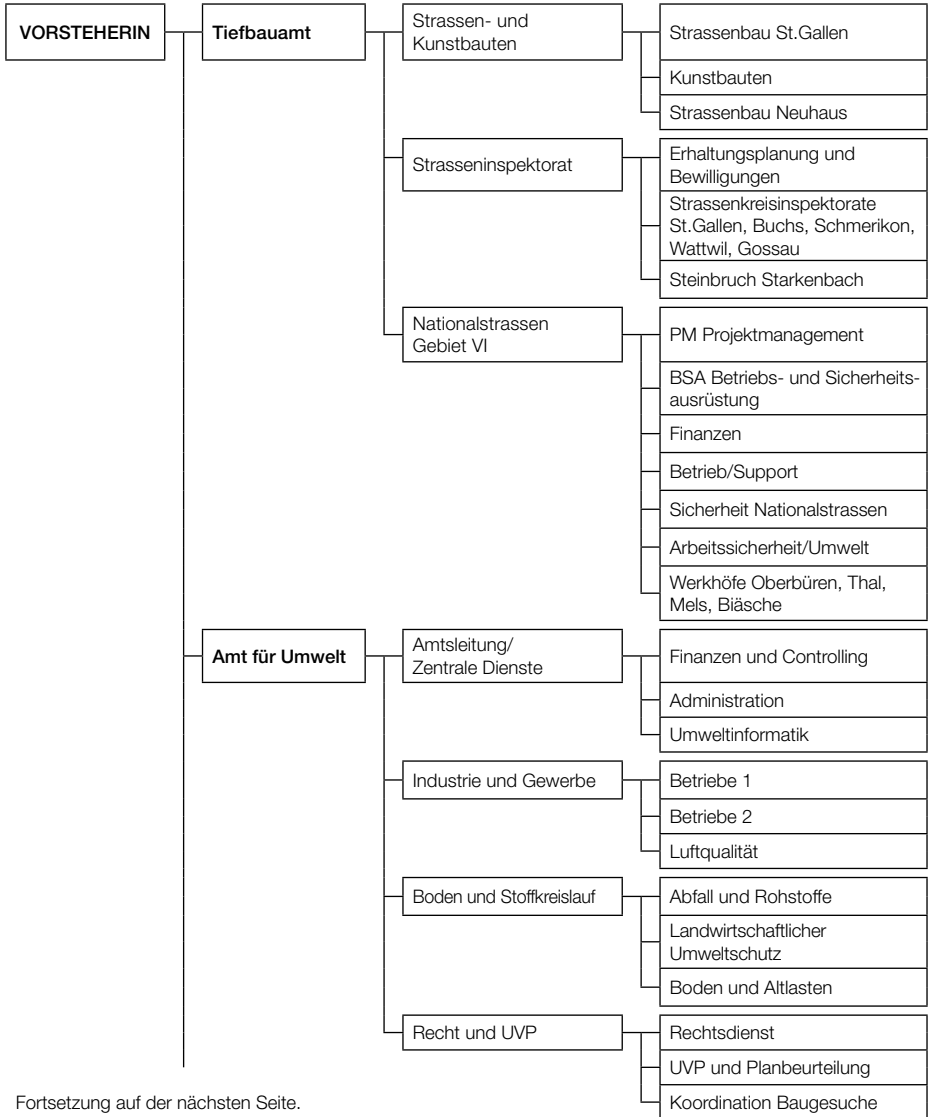 VORSTEHERIN
Tiefbauamt
Strassen- und
Kunstbauten
Strassenbau St.Gallen
Kunstbauten
Strassenbau Neuhaus
Strasseninspektorat
Erhaltungsplanung und
Bewilligungen
Strassenkreisinspektorate
St.Gallen, Buchs, Schmerikon,
Wattwil, Gossau
Steinbruch Starkenbach
Nationalstrassen
Gebiet VI
PM Projektmanagement
BSA Betriebs- und Sicherheits-
ausrüstung
Finanzen
Betrieb/Support
Sicherheit Nationalstrassen
Arbeitssicherheit/Umwelt
Werkhöfe Oberbüren, Thal,
Mels, Biäsche
Amt für Umwelt
Amtsleitung/
Zentrale Dienste
Finanzen und Controlling
Administration
Umweltinformatik
Industrie und Gewerbe
Betriebe 1
Betriebe 2
Luftqualität
Boden und Stoffkreislauf
Abfall und Rohstoffe
Landwirtschaftlicher
Umweltschutz
Boden und Altlasten
Recht und UVP
Rechtsdienst
UVP und Planbeurteilung
Koordination Baugesuche
Fortsetzung auf der nächsten Seite.